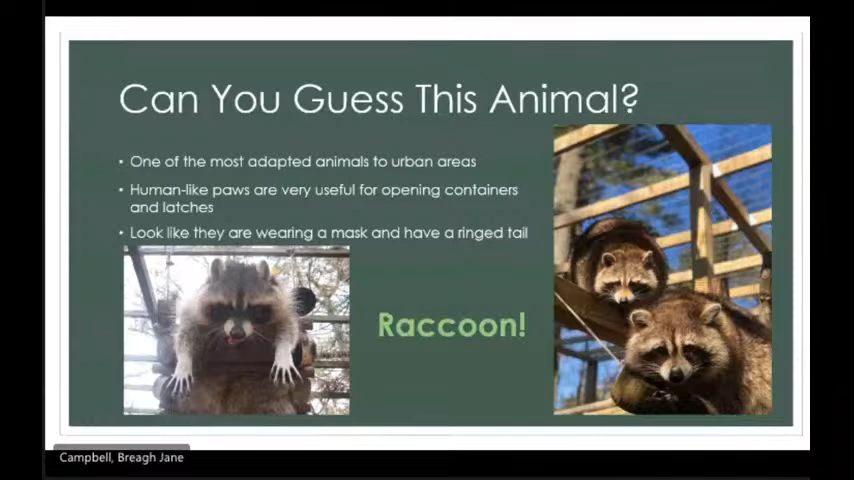 Can You Guess This Animal?
• One of the most adapted animals to urban areas
• Human-like paws are very useful for opening containers
and latches
• Look like they are wearing a mask and have a ringed tail
Raccoon!
Campbell, Breagh Jane